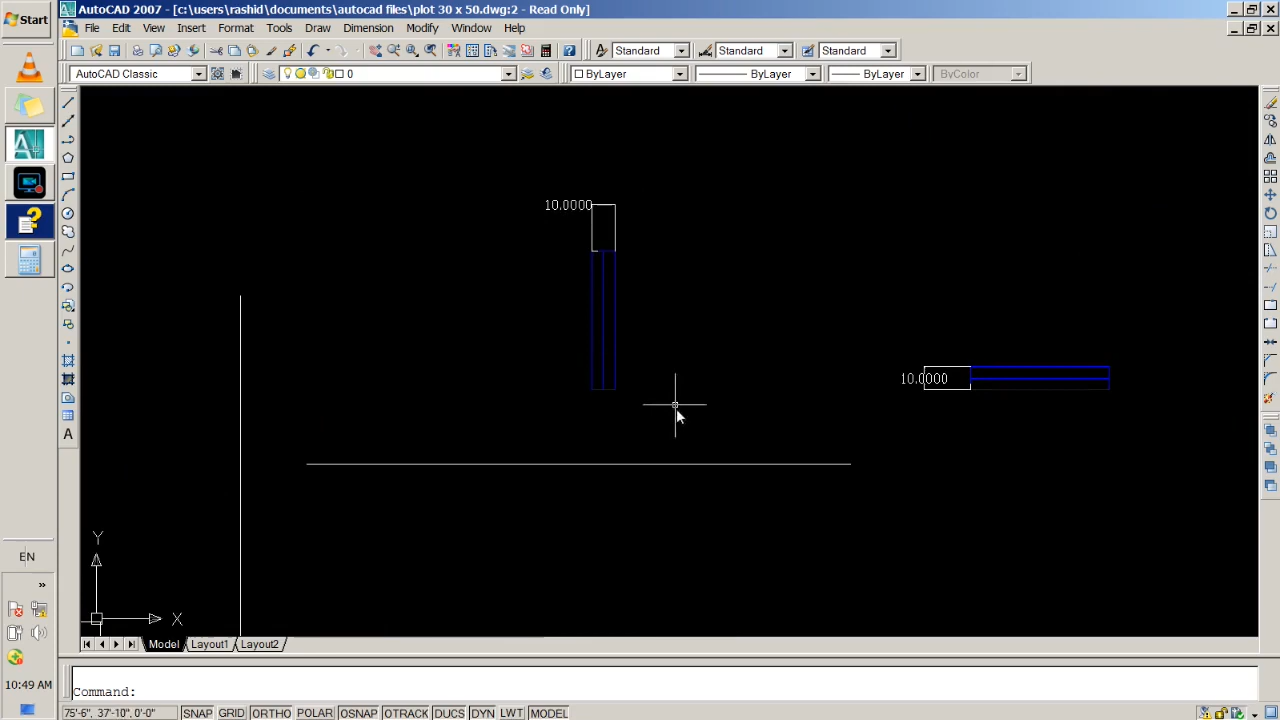 Start
AutoCAD 2007 - [c:\users\rashid\documents\autocad files\plot 30 x 50.dwg:2 - Read Only]
File Edit View Insert Format Tools Draw Dimension Modify Window Help
Standard Standard Standard
AutoCAD Classic 0 ByLayer ByLayer ByLayer ByColor
10.0000
10.0000
Y
X
EN
Model Layout1 Layout2
10:49 AM
Command:
75'-6", 37'-10", 0'-0" SNAP GRID ORTHO POLAR OSNAP OTRACK DUCS DYN LWT MODEL